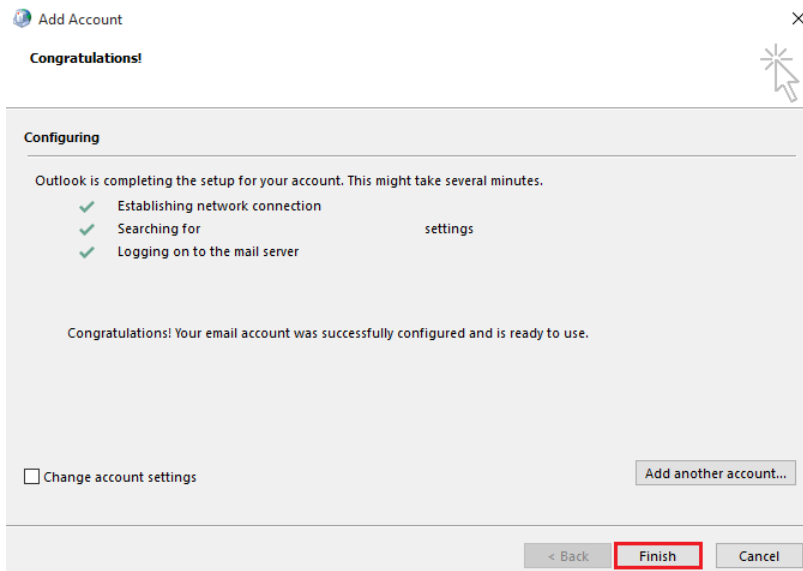 Add Account
Congratulations!
Configuring
Outlook is completing the setup for your account. This might take several minutes.
Establishing network connection
Searching for settings
Logging on to the mail server
Congratulations! Your email account was successfully configured and is ready to use.
Change account settings
Add another account...
< Back Finish Cancel